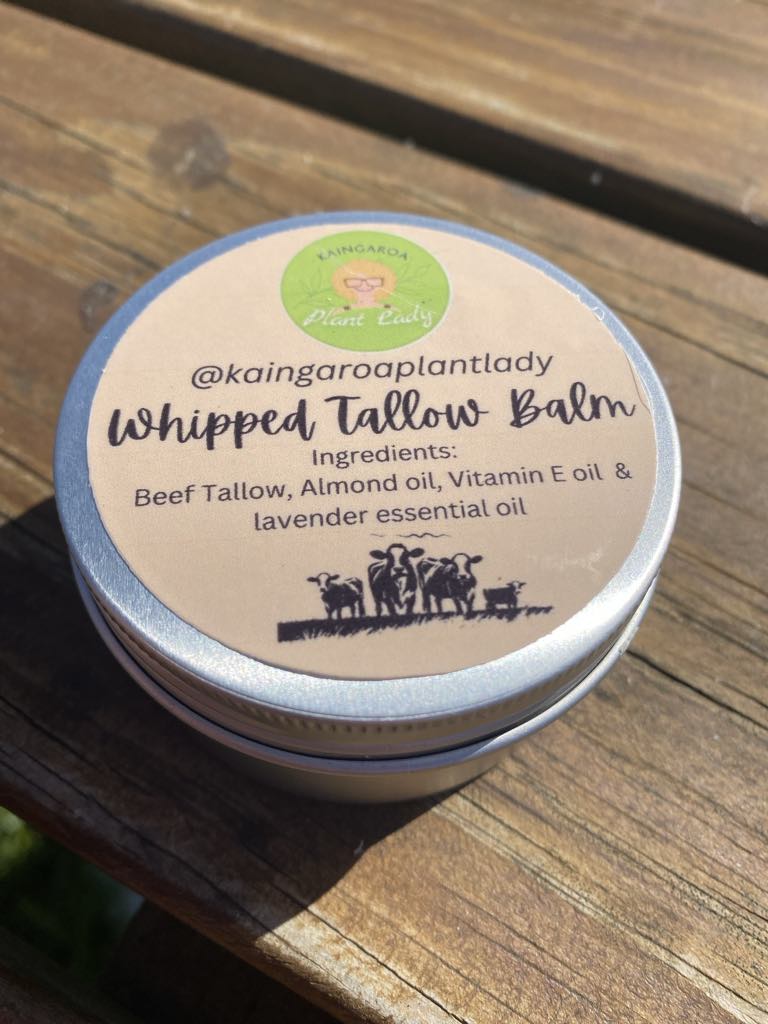 KAINGAROA
Plant Lady
@kaingaroaplantlady
Whipped Tallow Balm
Ingredients:
Beef Tallow, Almond oil, Vitamin E oil &
lavender essential oil